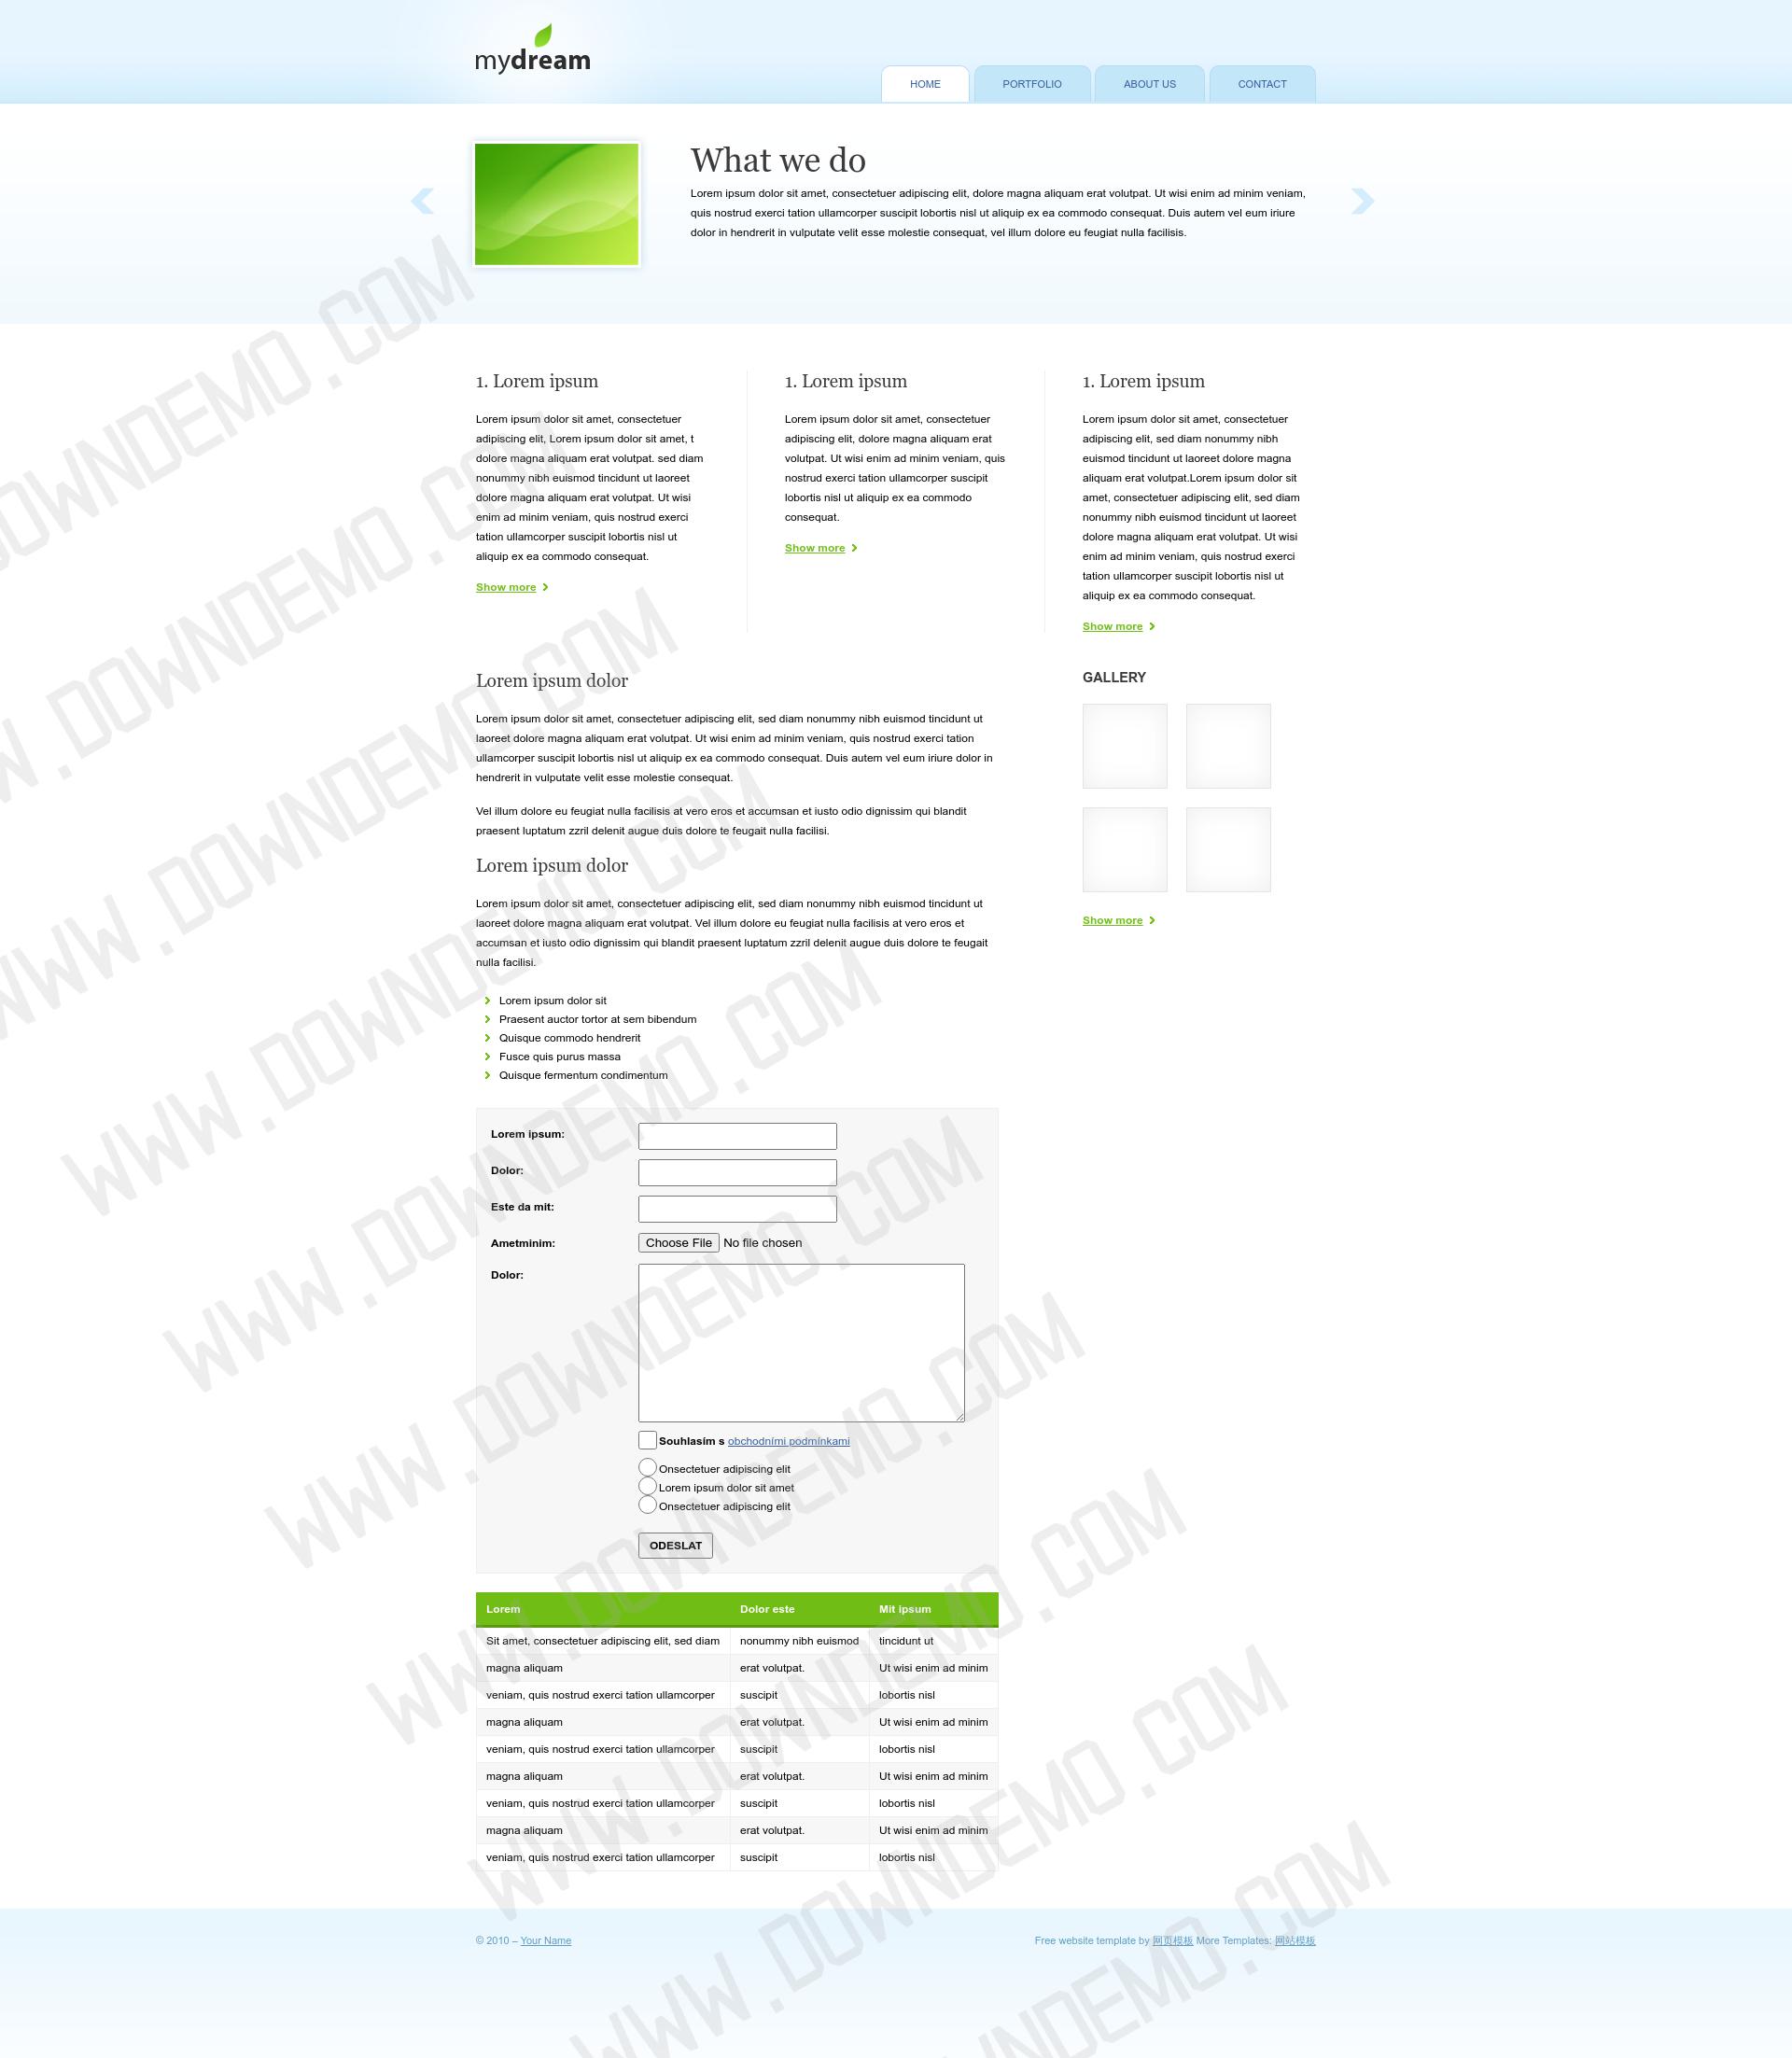 mydream
HOME
PORTFOLIO
ABOUT US
CONTACT
What we do
Lorem ipsum dolor sit amet, consectetuer adipiscing elit, dolore magna aliquam erat volutpat. Ut wisi enim ad minim veniam,
quis nostrud exerci tation ullamcorper suscipit lobortis nisl ut aliquip ex ea commodo consequat. Duis autem vel eum iriure
dolor in hendrerit in vulputate velit esse molestie consequat, vel illum dolore eu feugiat nulla facilisis.
1. Lorem ipsum
Lorem ipsum dolor sit amet, consectetuer
adipiscing elit, Lorem ipsum dolor sit amet, t
dolore magna aliquam erat volutpat. sed diam
nonummy nibh euismod tincidunt ut laoreet
dolore magna aliquam erat volutpat. Ut wisi
enim ad minim veniam, quis nostrud exerci
tation ullamcorper suscipit lobortis nisl ut
aliquip ex ea commodo consequat.
Show more
1. Lorem ipsum
Lorem ipsum dolor sit amet, consectetuer
adipiscing elit, dolore magna aliquam erat
volutpat. Ut wisi enim ad minim veniam, quis
nostrud exerci tation ullamcorper suscipit
lobortis nisl ut aliquip ex ea commodo
consequat.
Show more
1. Lorem ipsum
Lorem ipsum dolor sit amet, consectetuer
adipiscing elit, sed diam nonummy nibh
euismod tincidunt ut laoreet dolore magna
aliquam erat volutpat.Lorem ipsum dolor sit
amet, consectetuer adipiscing elit, sed diam
nonummy nibh euismod tincidunt ut laoreet
dolore magna aliquam erat volutpat. Ut wisi
enim ad minim veniam, quis nostrud exerci
tation ullamcorper suscipit lobortis nisl ut
aliquip ex ea commodo consequat.
Show more
Lorem ipsum dolor
Lorem ipsum dolor sit amet, consectetuer adipiscing elit, sed diam nonummy nibh euismod tincidunt ut
laoreet dolore magna aliquam erat volutpat. Ut wisi enim ad minim veniam, quis nostrud exerci tation
ullamcorper suscipit lobortis nisl ut aliquip ex ea commodo consequat. Duis autem vel eum iriure dolor in
hendrerit in vulputate velit esse molestie consequat.
Vel illum dolore eu feugiat nulla facilisis at vero eros et accumsan et iusto odio dignissim qui blandit
praesent luptatum zzril delenit augue duis dolore te feugait nulla facilisi.
Lorem ipsum dolor
Lorem ipsum dolor sit amet, consectetuer adipiscing elit, sed diam nonummy nibh euismod tincidunt ut
laoreet dolore magna aliquam erat volutpat. Vel illum dolore eu feugiat nulla facilisis at vero eros et
accumsan et iusto odio dignissim qui blandit praesent luptatum zzril delenit augue duis dolore te feugait
nulla facilisi.
Lorem ipsum dolor sit
Praesent auctor tortor at sem bibendum
Quisque commodo hendrerit
Fusce quis purus massa
Quisque fermentum condimentum
GALLERY
Show more
Lorem ipsum:
Dolor:
Este da mit:
Ametminim:
Choose File No file chosen
Dolor:
Souhlasím s obchodními podmínkami
Onsectetuer adipiscing elit
Lorem ipsum dolor sit amet
Onsectetuer adipiscing elit
ODESLAT
Lorem Dolor este Mit ipsum
Sit amet, consectetuer adipiscing elit, sed diam nonummy nibh euismod tincidunt ut
magna aliquam erat volutpat. Ut wisi enim ad minim
veniam, quis nostrud exerci tation ullamcorper suscipit lobortis nisl
magna aliquam erat volutpat. Ut wisi enim ad minim
veniam, quis nostrud exerci tation ullamcorper suscipit lobortis nisl
magna aliquam erat volutpat. Ut wisi enim ad minim
veniam, quis nostrud exerci tation ullamcorper suscipit lobortis nisl
magna aliquam erat volutpat. Ut wisi enim ad minim
veniam, quis nostrud exerci tation ullamcorper suscipit lobortis nisl
© 2010 – Your Name
Free website template by 网页模板 More Templates: 网站模板
WWW.DOWNDEMO.COM